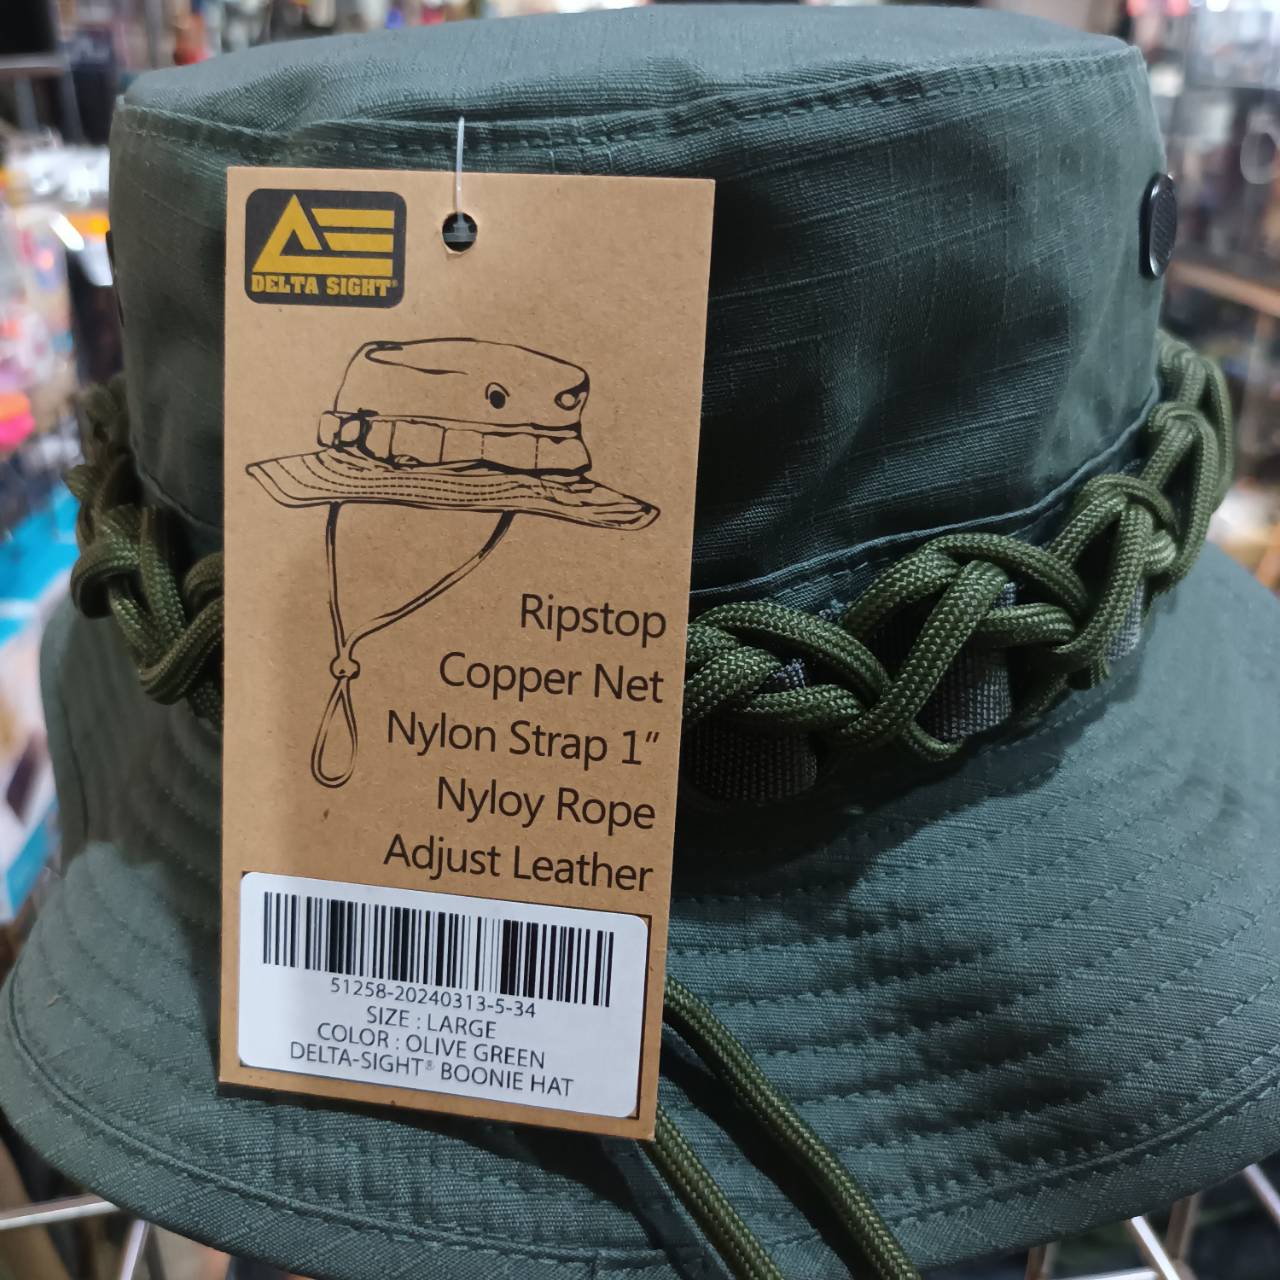 DELTA SIGHT®
Ripstop
Copper Net
Nylon Strap 1"
Nyloy Rope
Adjust Leather
51258-20240313-5-34
SIZE : LARGE
COLOR : OLIVE GREEN
DELTA-SIGHT® BOONIE HAT